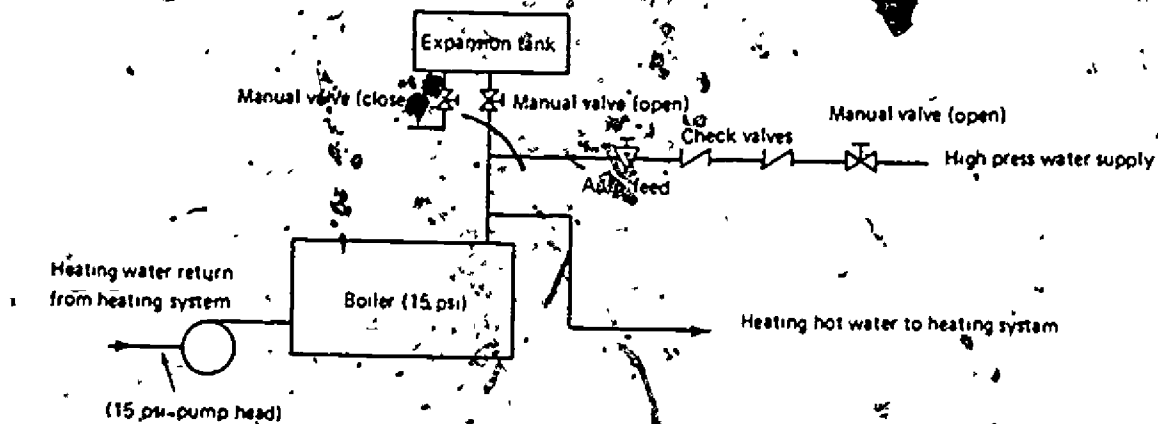 Expansion tank
Manual valve (close
Manual valve (open)
Manual valve (open)
Check valves
High press water supply
Auto feed
Heating water return
from heating system
Boiler (15 psi)
Heating hot water to heating system
(15 psi-pump head)